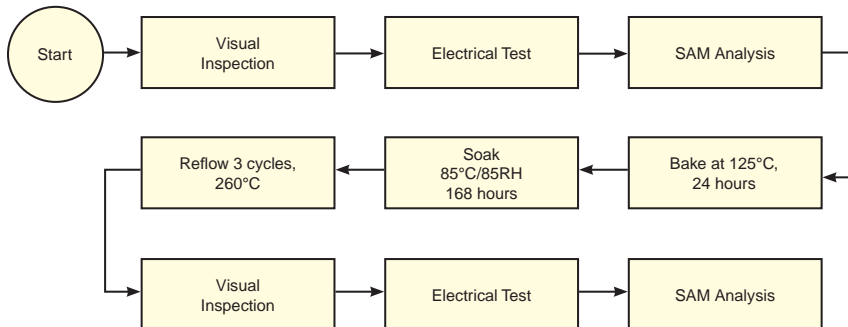 Start
Visual
Inspection
Electrical Test
SAM Analysis
Reflow 3 cycles,
260°C
Soak
85°C/85RH
168 hours
Bake at 125°C,
24 hours
Visual
Inspection
Electrical Test
SAM Analysis